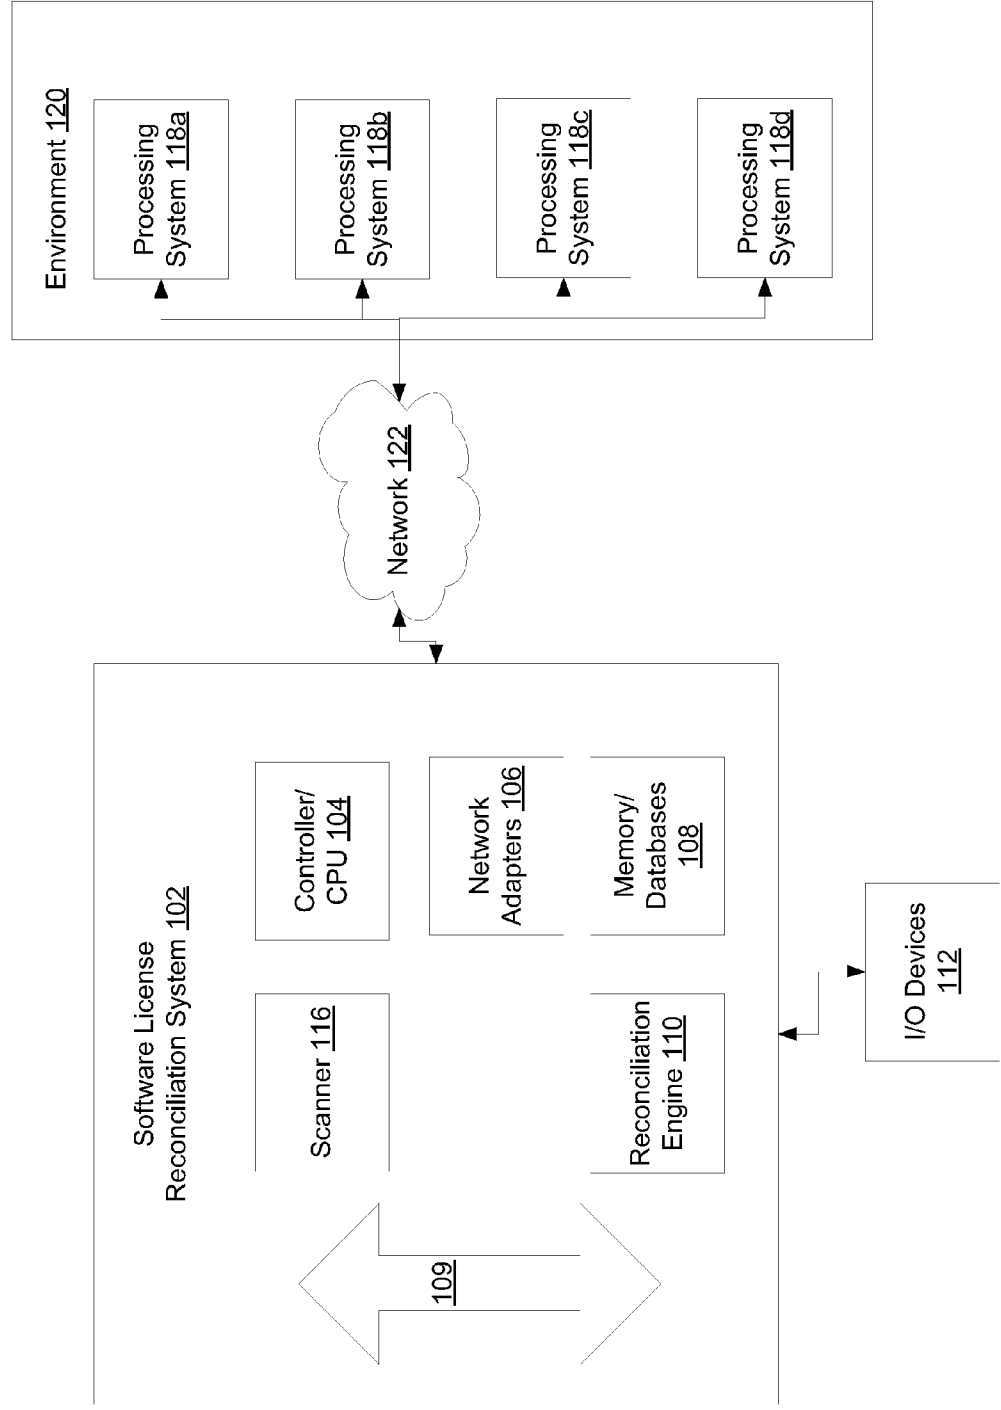 Environment 120
Processing
System 118a
Processing
System 118b
Processing
System 118c
Processing
System 118d
Network 122
Software License
Reconciliation System 102
Controller/
CPU 104
Network
Adapters 106
Memory/
Databases
108
Scanner 116
Reconciliation
Engine 110
109
I/O Devices
112